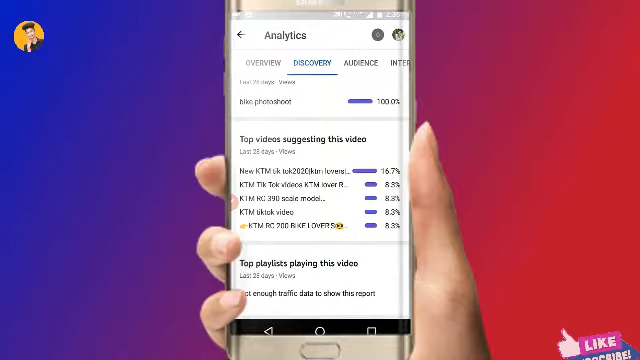 Analytics
OVERVIEW DISCOVERY AUDIENCE INTER
Last 28 days · Views
bike photoshoot 100.0%
Top videos suggesting this video
Last 28 days · Views
New KTM tik tok2020|ktm lovers|... 16.7%
KTM Tik Tok videos KTM lover R... 8.3%
KTM RC 390 scale model... 8.3%
KTM tiktok video 8.3%
👉KTM RC 200 BIKE LOVER'S 8.3%
Top playlists playing this video
Last 28 days · Views
ot enough traffic data to show this report
LIKE